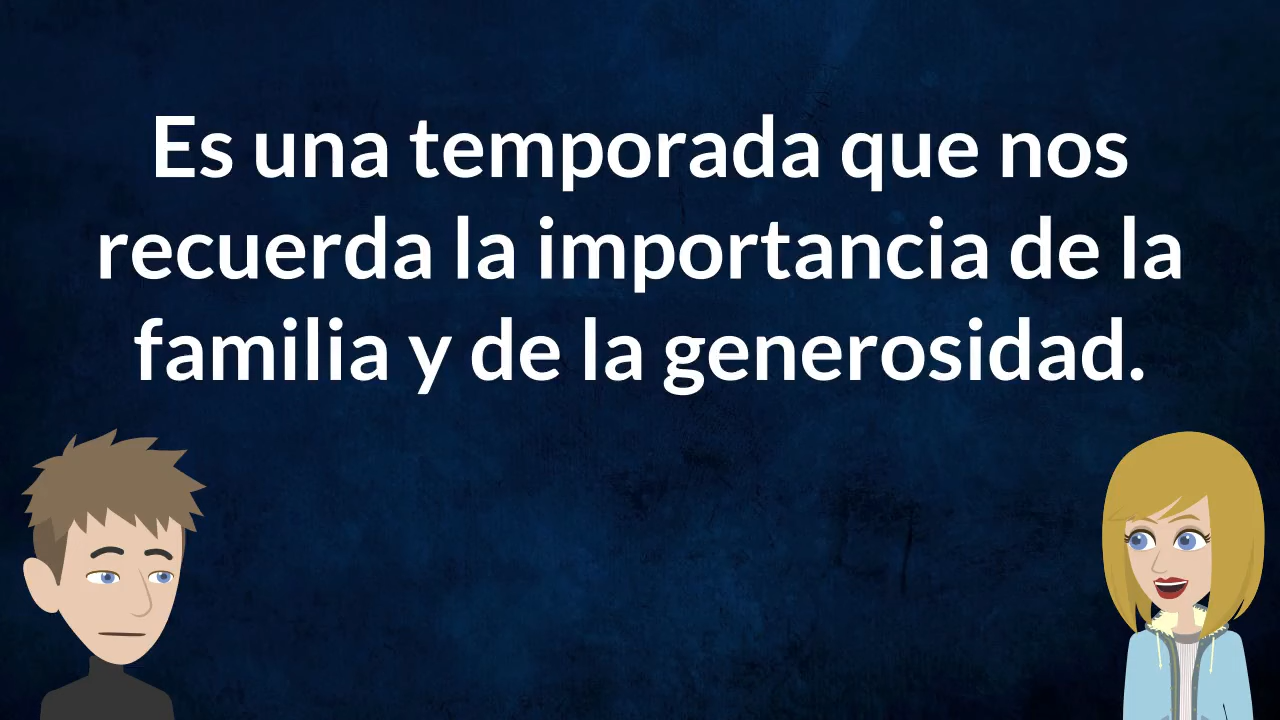 Es una temporada que nos
recuerda la importancia de la
familia y de la generosidad.